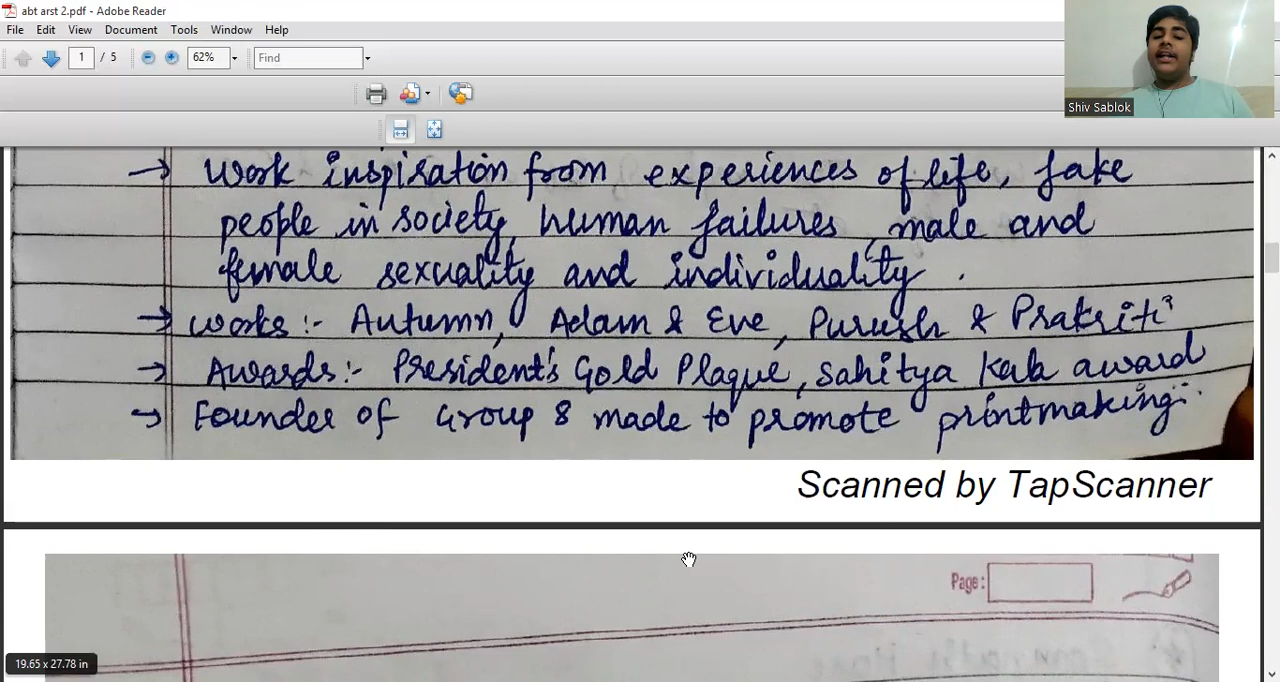 abt arst 2.pdf - Adobe Reader
File Edit View Document Tools Window Help
1 / 5 62% Find
Shiv Sablok
→ Work inspiration from experiences of life, fake
people in society, human failures, male and
female sexuality and individuality.
→ Works :- Autumn, Adam & Eve, Purush & Prakriti
→ Awards :- President's Gold Plaque, Sahitya Kala award
→ Founder of Group 8 made to promote printmaking.
Scanned by TapScanner
Page:
19.65 x 27.78 in